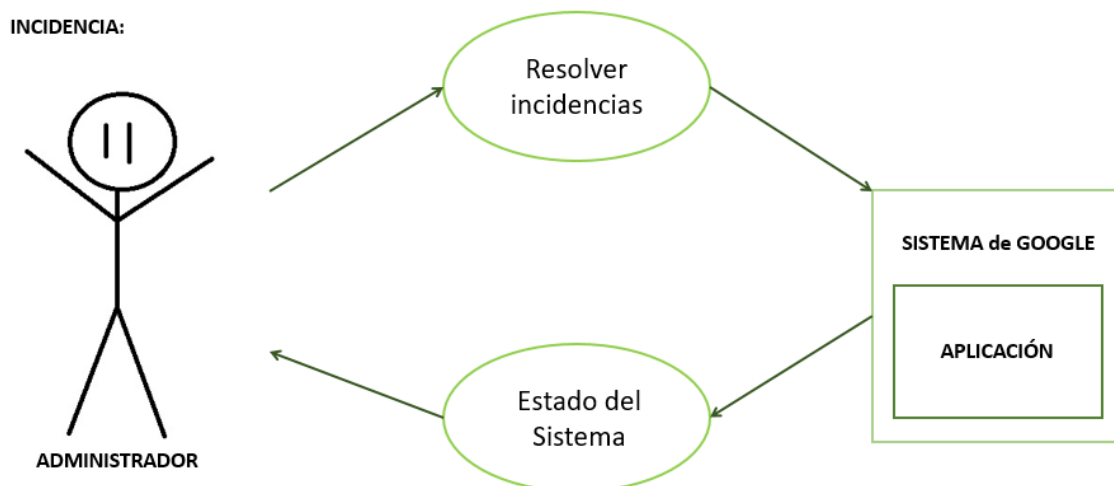 INCIDENCIA:
Resolver
incidencias
SISTEMA de GOOGLE
APLICACIÓN
Estado del
Sistema
ADMINISTRADOR